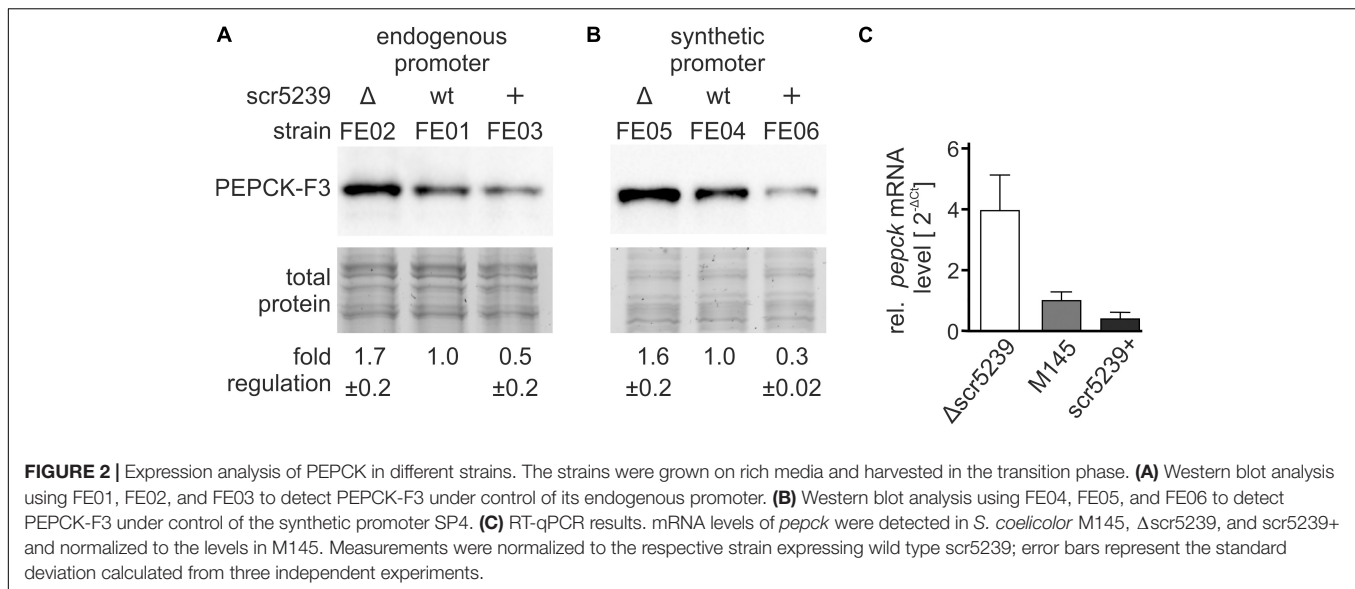 A
endogenous
promoter
scr5239 Δ wt +
strain FE02 FE01 FE03
PEPCK-F3
total
protein
fold 1.7 1.0 0.5
regulation ±0.2 ±0.2
B
synthetic
promoter
Δ wt +
FE05 FE04 FE06
1.6 1.0 0.3
±0.2 ±0.02
C
rel. pepck mRNA
level [ 2^-ΔCt]
6
4
2
0
Δscr5239
M145
scr5239+
FIGURE 2 | Expression analysis of PEPCK in different strains. The strains were grown on rich media and harvested in the transition phase. (A) Western blot analysis
using FE01, FE02, and FE03 to detect PEPCK-F3 under control of its endogenous promoter. (B) Western blot analysis using FE04, FE05, and FE06 to detect
PEPCK-F3 under control of the synthetic promoter SP4. (C) RT-qPCR results. mRNA levels of pepck were detected in S. coelicolor M145, Δscr5239, and scr5239+
and normalized to the levels in M145. Measurements were normalized to the respective strain expressing wild type scr5239; error bars represent the standard
deviation calculated from three independent experiments.